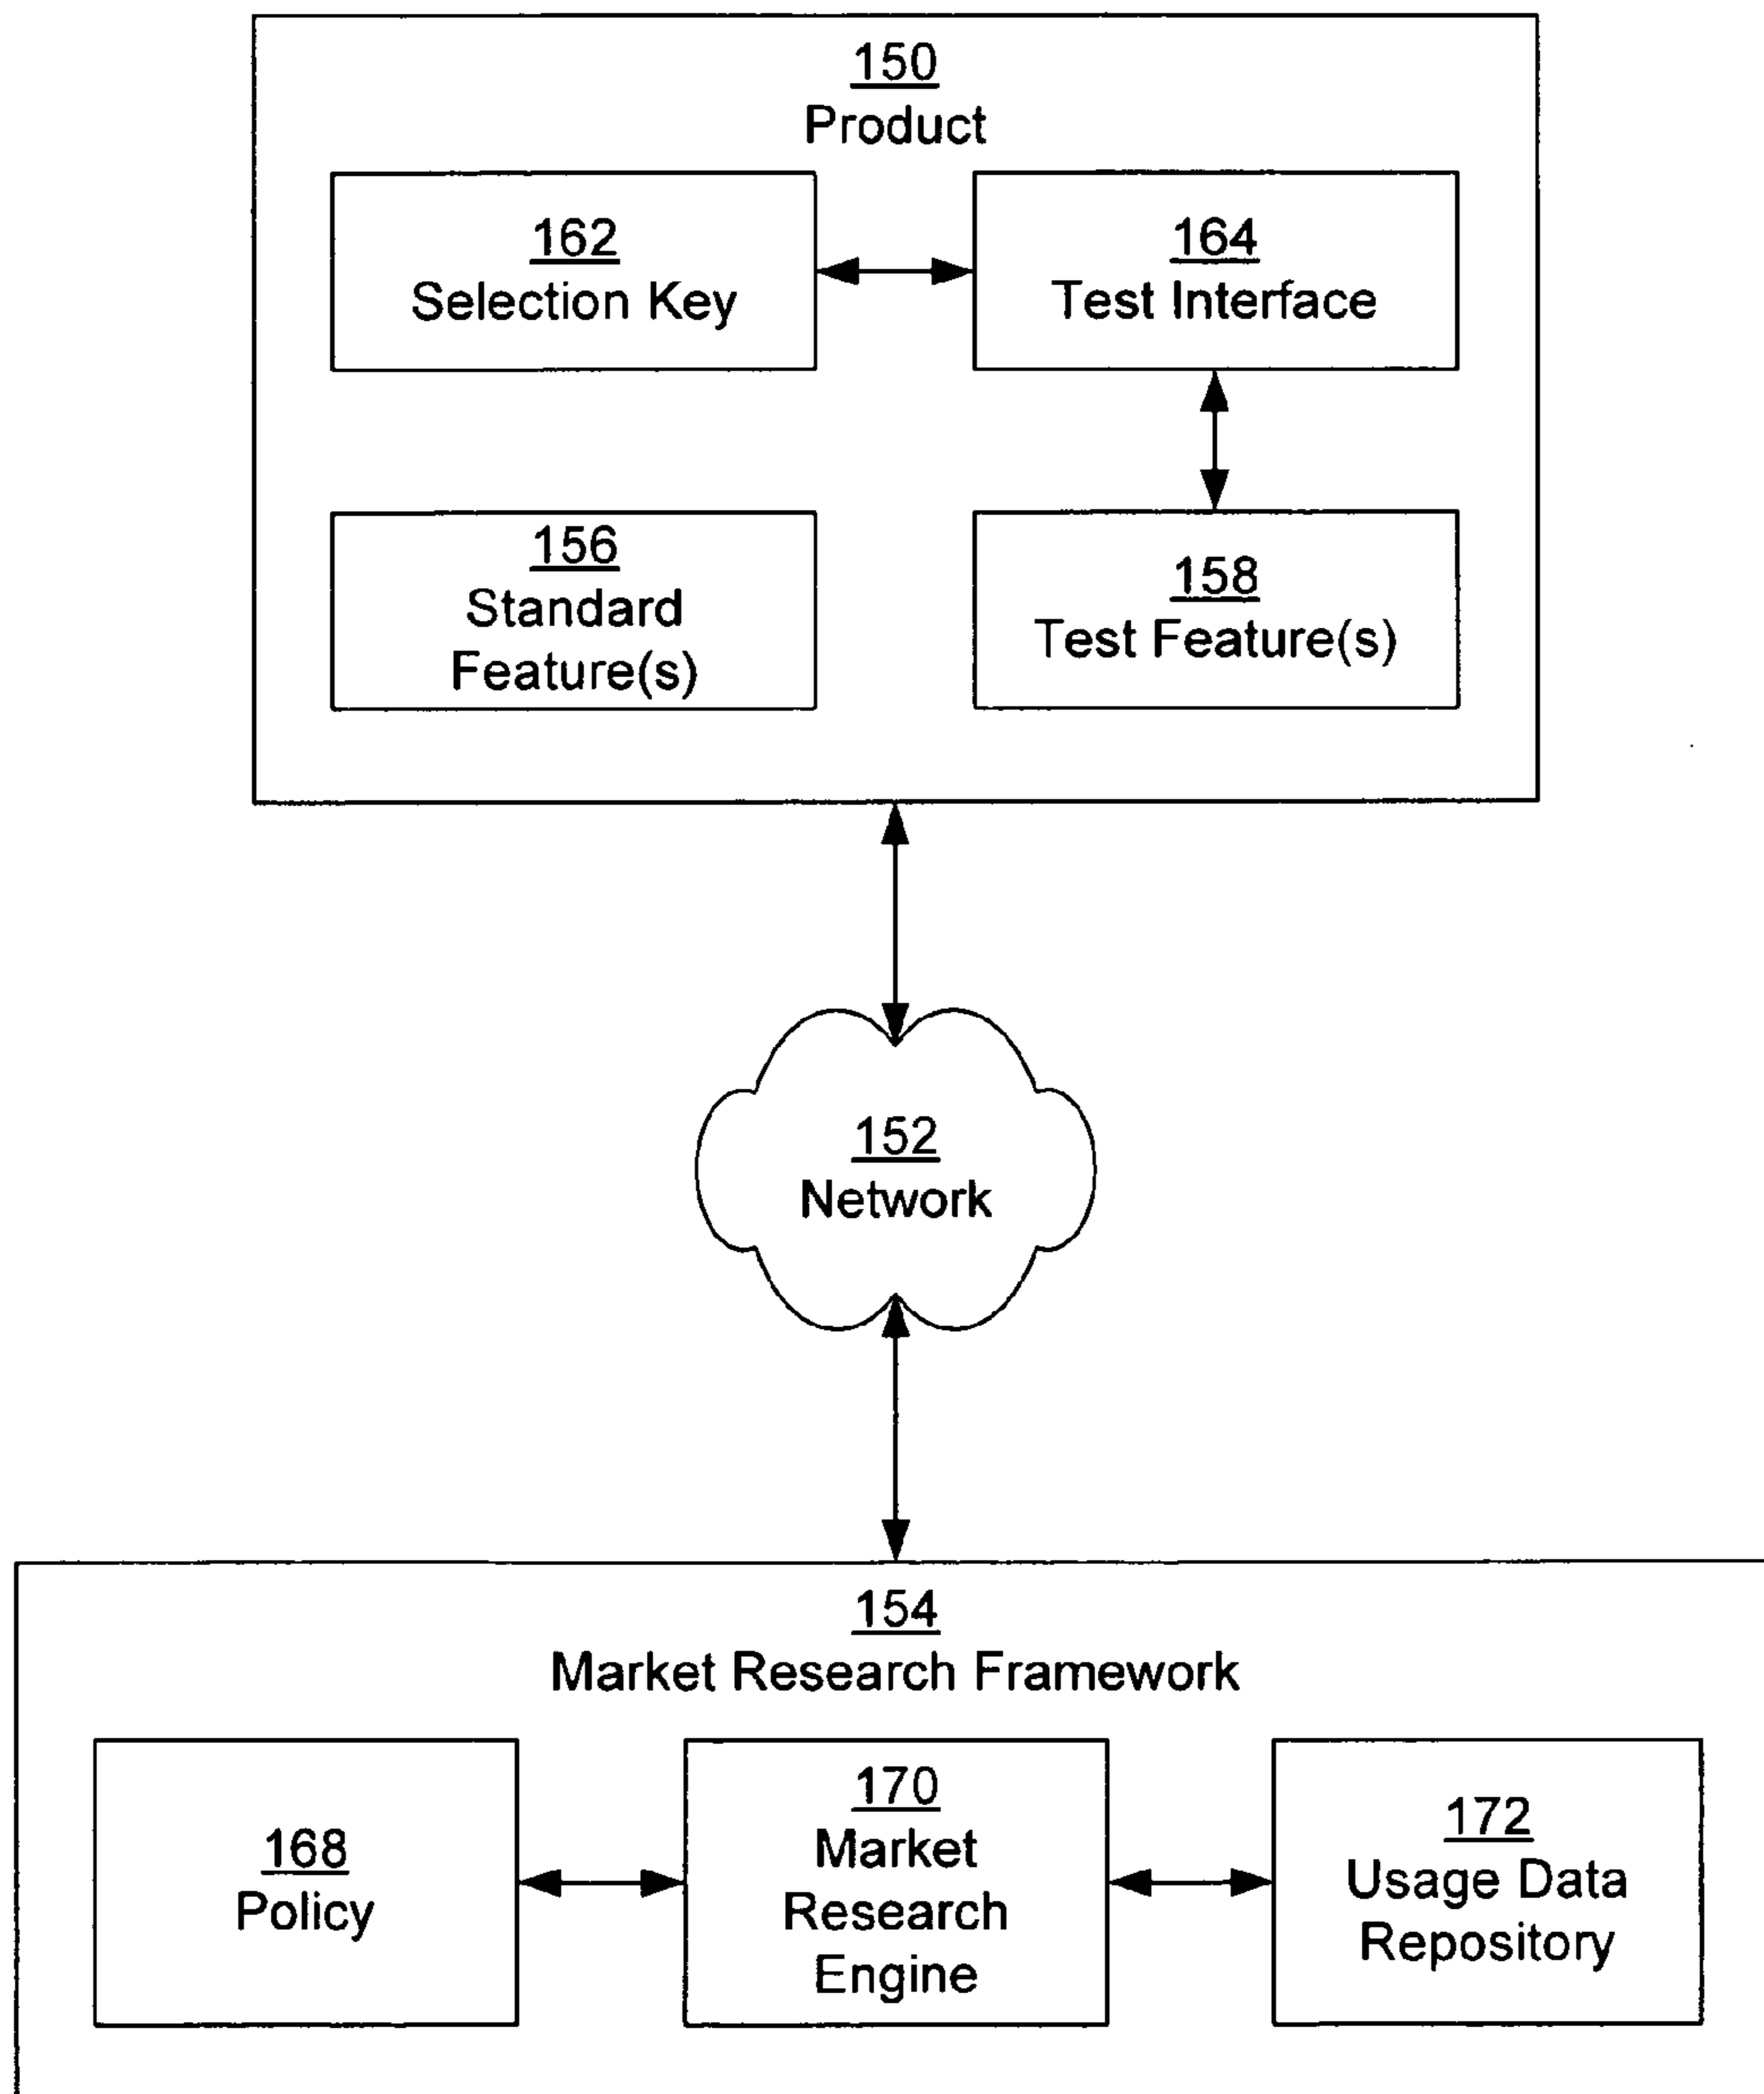 150
Product
162
Selection Key
164
Test Interface
156
Standard
Feature(s)
158
Test Feature(s)
152
Network
154
Market Research Framework
168
Policy
170
Market
Research
Engine
172
Usage Data
Repository